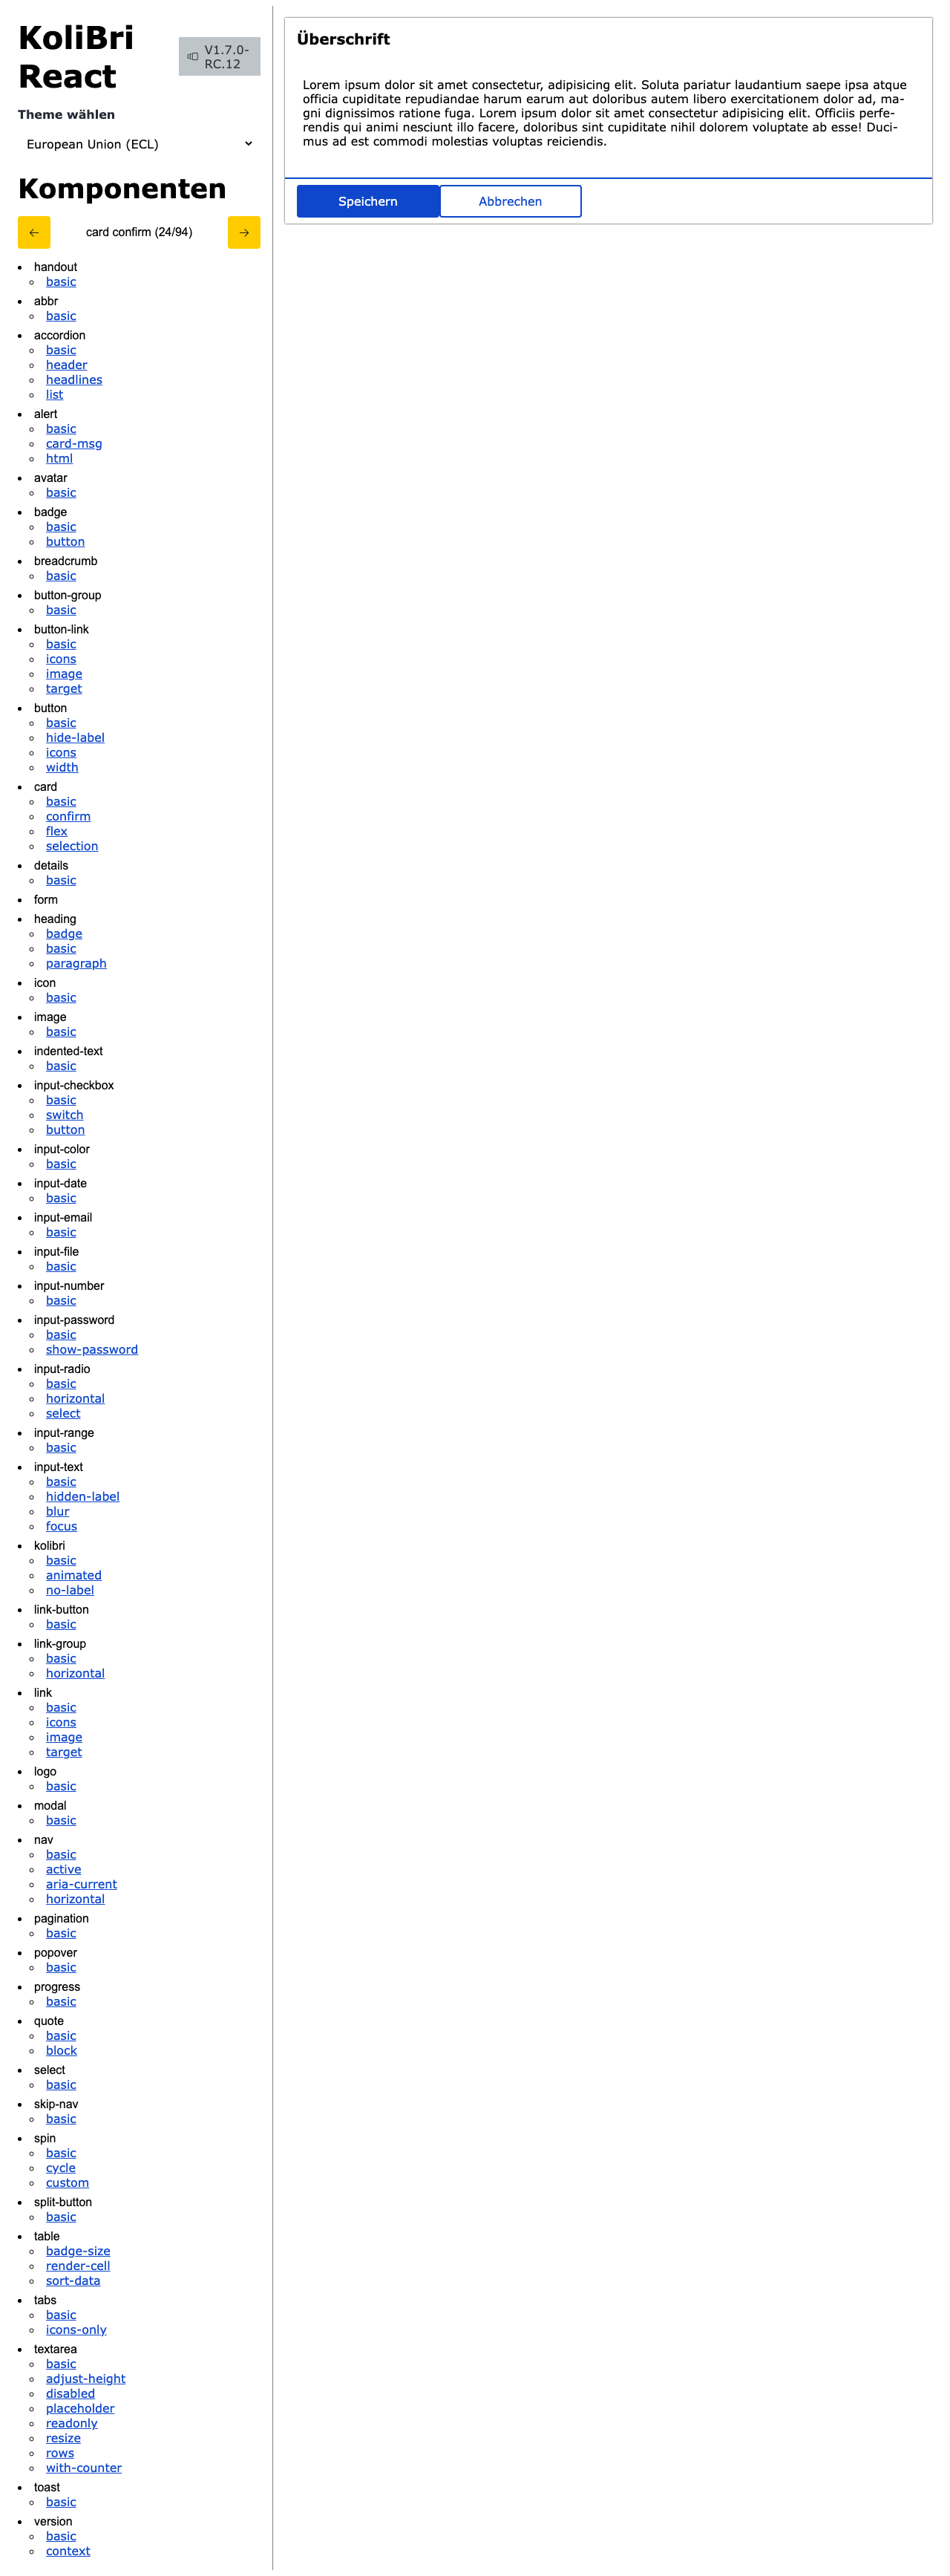 KoliBri
React
V1.7.0-
RC.12
Theme wählen
European Union (ECL)
Komponenten
←
card confirm (24/94)
→
handout
basic
abbr
basic
accordion
basic
header
headlines
list
alert
basic
card-msg
html
avatar
basic
badge
basic
button
breadcrumb
basic
button-group
basic
button-link
basic
icons
image
target
button
basic
hide-label
icons
width
card
basic
confirm
flex
selection
details
basic
form
heading
badge
basic
paragraph
icon
basic
image
basic
indented-text
basic
input-checkbox
basic
switch
button
input-color
basic
input-date
basic
input-email
basic
input-file
basic
input-number
basic
input-password
basic
show-password
input-radio
basic
horizontal
select
input-range
basic
input-text
basic
hidden-label
blur
focus
kolibri
basic
animated
no-label
link-button
basic
link-group
basic
horizontal
link
basic
icons
image
target
logo
basic
modal
basic
nav
basic
active
aria-current
horizontal
pagination
basic
popover
basic
progress
basic
quote
basic
block
select
basic
skip-nav
basic
spin
basic
cycle
custom
split-button
basic
table
badge-size
render-cell
sort-data
tabs
basic
icons-only
textarea
basic
adjust-height
disabled
placeholder
readonly
resize
rows
with-counter
toast
basic
version
basic
context
Überschrift
Lorem ipsum dolor sit amet consectetur, adipisicing elit. Soluta pariatur laudantium saepe ipsa atque
officia cupiditate repudiandae harum earum aut doloribus autem libero exercitationem dolor ad, ma-
gni dignissimos ratione fuga. Lorem ipsum dolor sit amet consectetur adipisicing elit. Officiis perfe-
rendis qui animi nesciunt illo facere, doloribus sint cupiditate nihil dolorem voluptate ab esse! Duci-
mus ad est commodi molestias voluptas reiciendis.
Speichern
Abbrechen